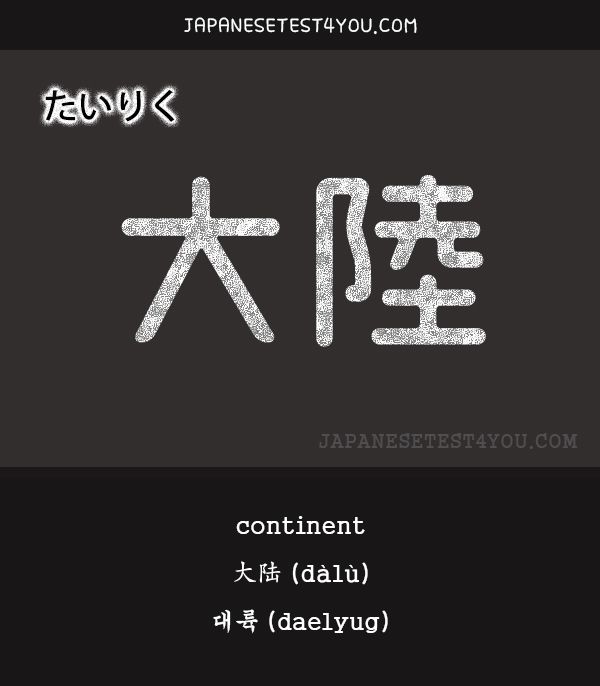 JAPANESETEST4YOU.COM
たいりく
大陸
JAPANESETEST4YOU.COM
continent
大陆 (dàlù)
대륙 (daelyug)